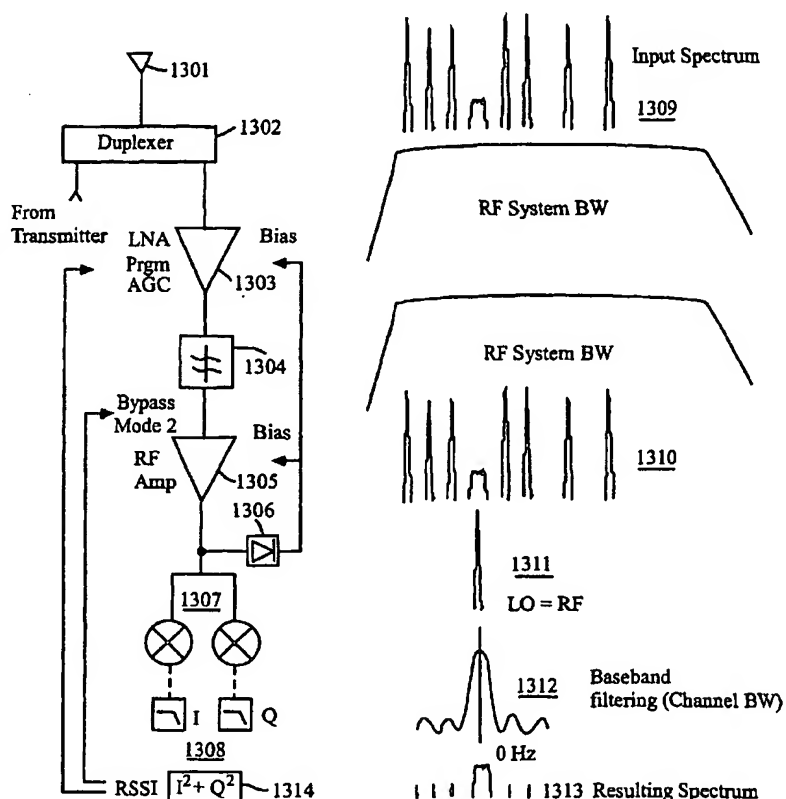 1301
1302
Duplexer
From
Transmitter
LNA
Prgm
AGC
Bias
1303
1304
Bypass
Mode 2
Bias
RF
Amp
1305
1306
1307
I
Q
1308
RSSI
I² + Q²
1314
Input Spectrum
1309
RF System BW
RF System BW
1310
1311
LO = RF
1312
Baseband
filtering (Channel BW)
0 Hz
1313 Resulting Spectrum